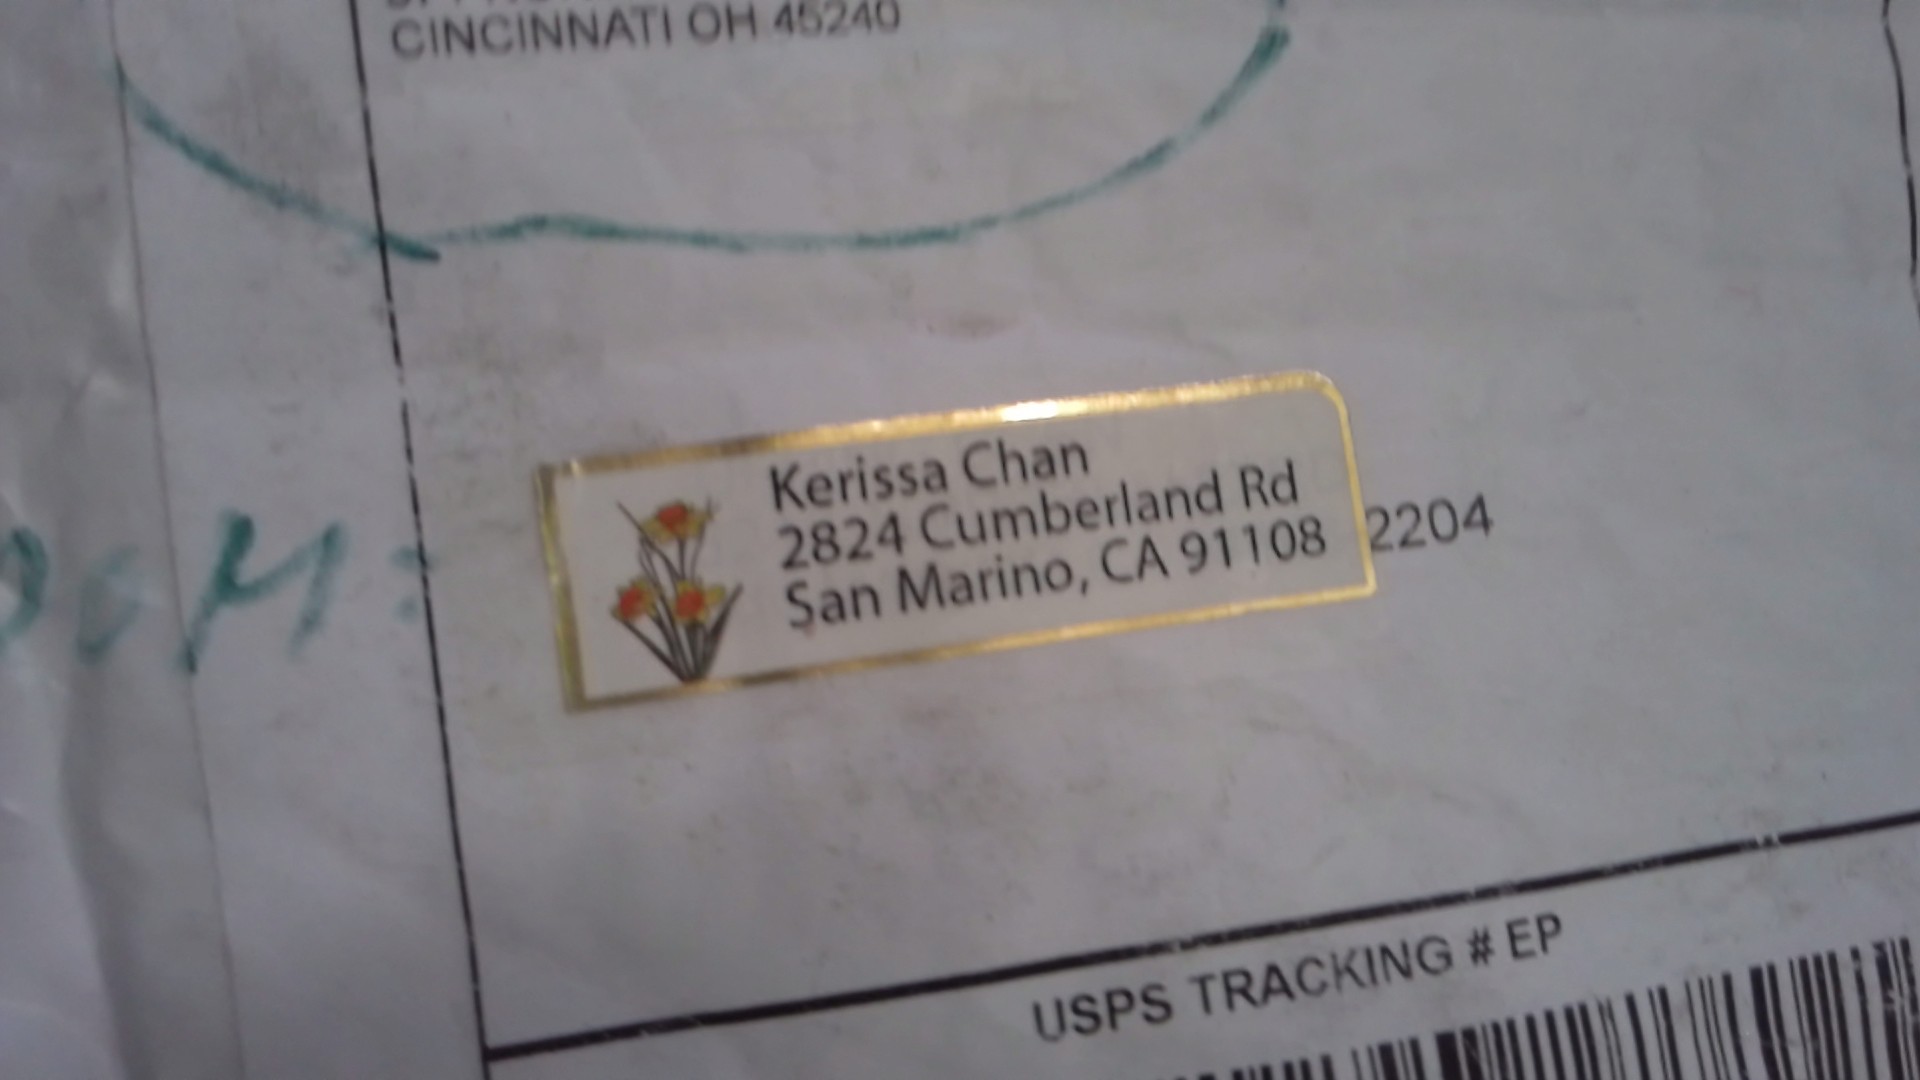 CINCINNATI OH 45240
Kerissa Chan
2824 Cumberland Rd
San Marino, CA 91108 2204
USPS TRACKING # EP